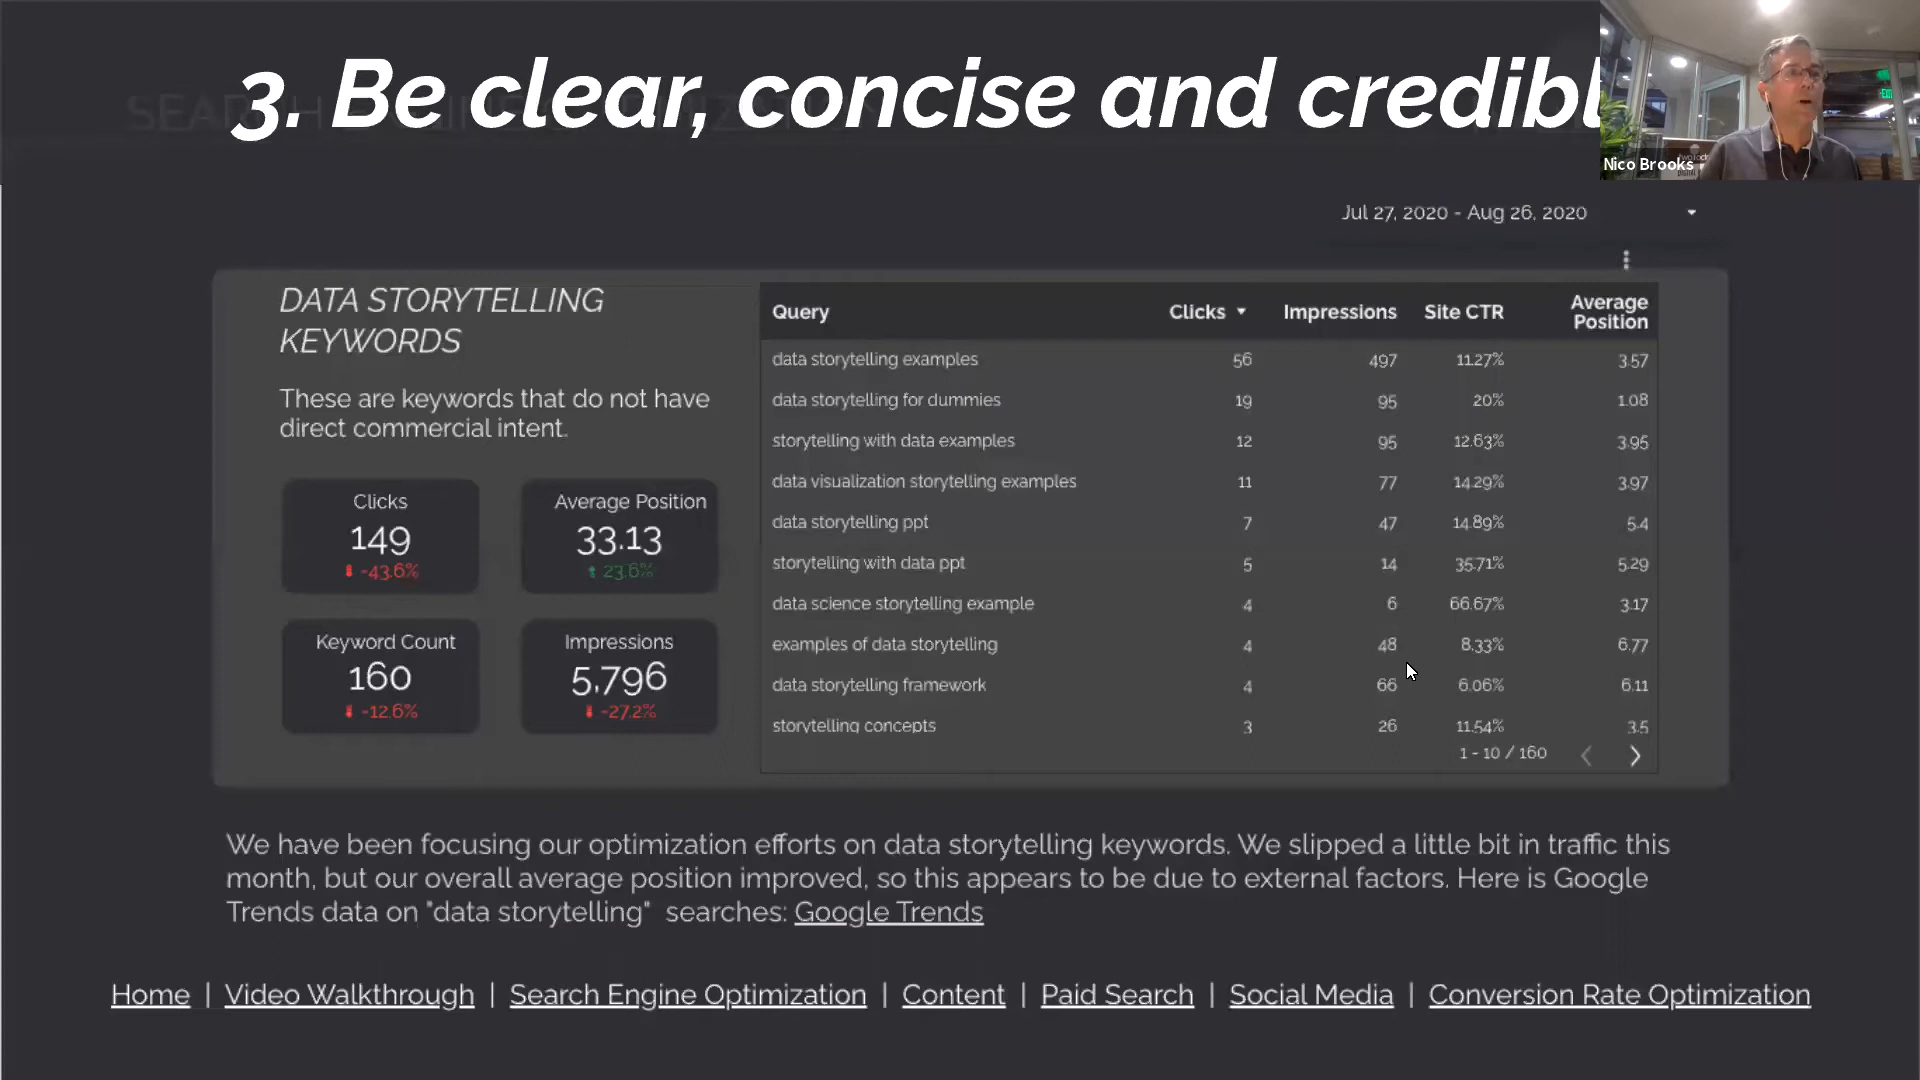 3. Be clear, concise and credibl
Nico Brooks
Jul 27, 2020 - Aug 26, 2020
DATA STORYTELLING
KEYWORDS
These are keywords that do not have
direct commercial intent.
Clicks
149
-43.6%
Average Position
33.13
23.6%
Keyword Count
160
-12.6%
Impressions
5,796
-27.2%
Query Clicks Impressions Site CTR Average Position
data storytelling examples 56 497 11.27% 3.57
data storytelling for dummies 19 95 20% 1.08
storytelling with data examples 12 95 12.63% 3.95
data visualization storytelling examples 11 77 14.29% 3.97
data storytelling ppt 7 47 14.89% 5.4
storytelling with data ppt 5 14 35.71% 5.29
data science storytelling example 4 6 66.67% 3.17
examples of data storytelling 4 48 8.33% 6.77
data storytelling framework 4 66 6.06% 6.11
storytelling concepts 3 26 11.54% 3.5
1 - 10 / 160
We have been focusing our optimization efforts on data storytelling keywords. We slipped a little bit in traffic this
month, but our overall average position improved, so this appears to be due to external factors. Here is Google
Trends data on "data storytelling" searches: Google Trends
Home | Video Walkthrough | Search Engine Optimization | Content | Paid Search | Social Media | Conversion Rate Optimization